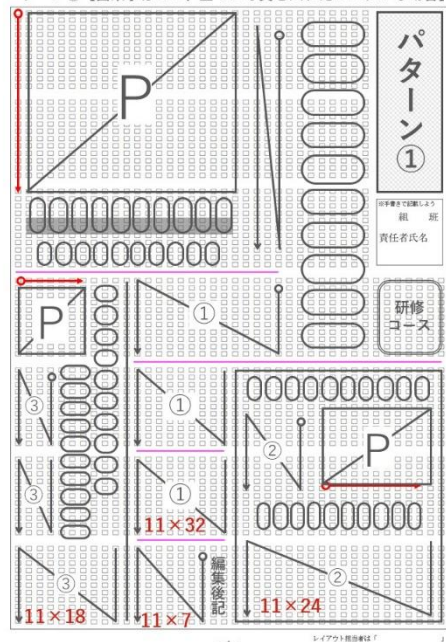 パターン①
※手書きで記載しよう
組 班
責任者氏名
研修
コース
P
①
P
③
③
③
11×18
①
①
11×32
編集後記
11×7
P
②
②
11×24
レイアウト担当者は「